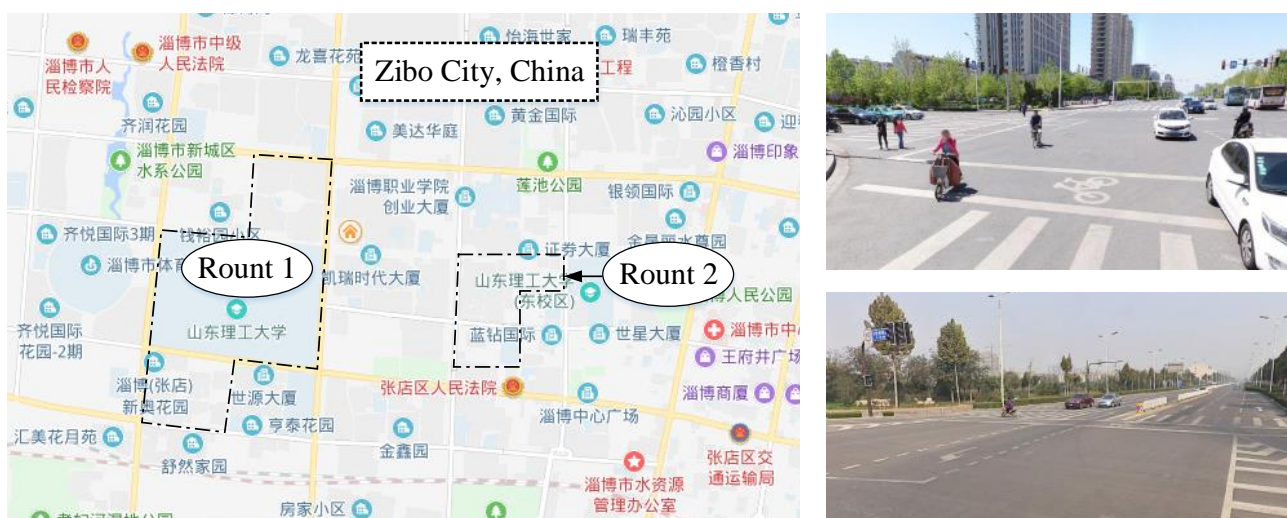 怡海世家
瑞丰苑
淄博市中级
人民法院
龙喜花苑
Zibo City, China
工程
橙香村
淄博市人
民检察院
齐润花园
美达华庭
黄金国际
沁园小区
迎
淄博市新城区
水系公园
淄博职业学院
创业大厦
莲池公园
银领国际
淄博印象
齐悦国际3期
钱裕园小区
证券大厦
金晶丽水尊园
淄博市体育
Rount 1
凯瑞时代大厦
山东理工大学
(东校区)
Rount 2
博人民公园
齐悦国际
花园-2期
山东理工大学
蓝钻国际
世星大厦
淄博市中心
王府井广场
淄博(张店)
新奥花园
世源大厦
张店区人民法院
淄博商厦
汇美花月苑
亨泰花园
淄博中心广场
舒然家园
金鑫园
张店区交
通运输局
淄博市水资源
管理办公室
房家小区